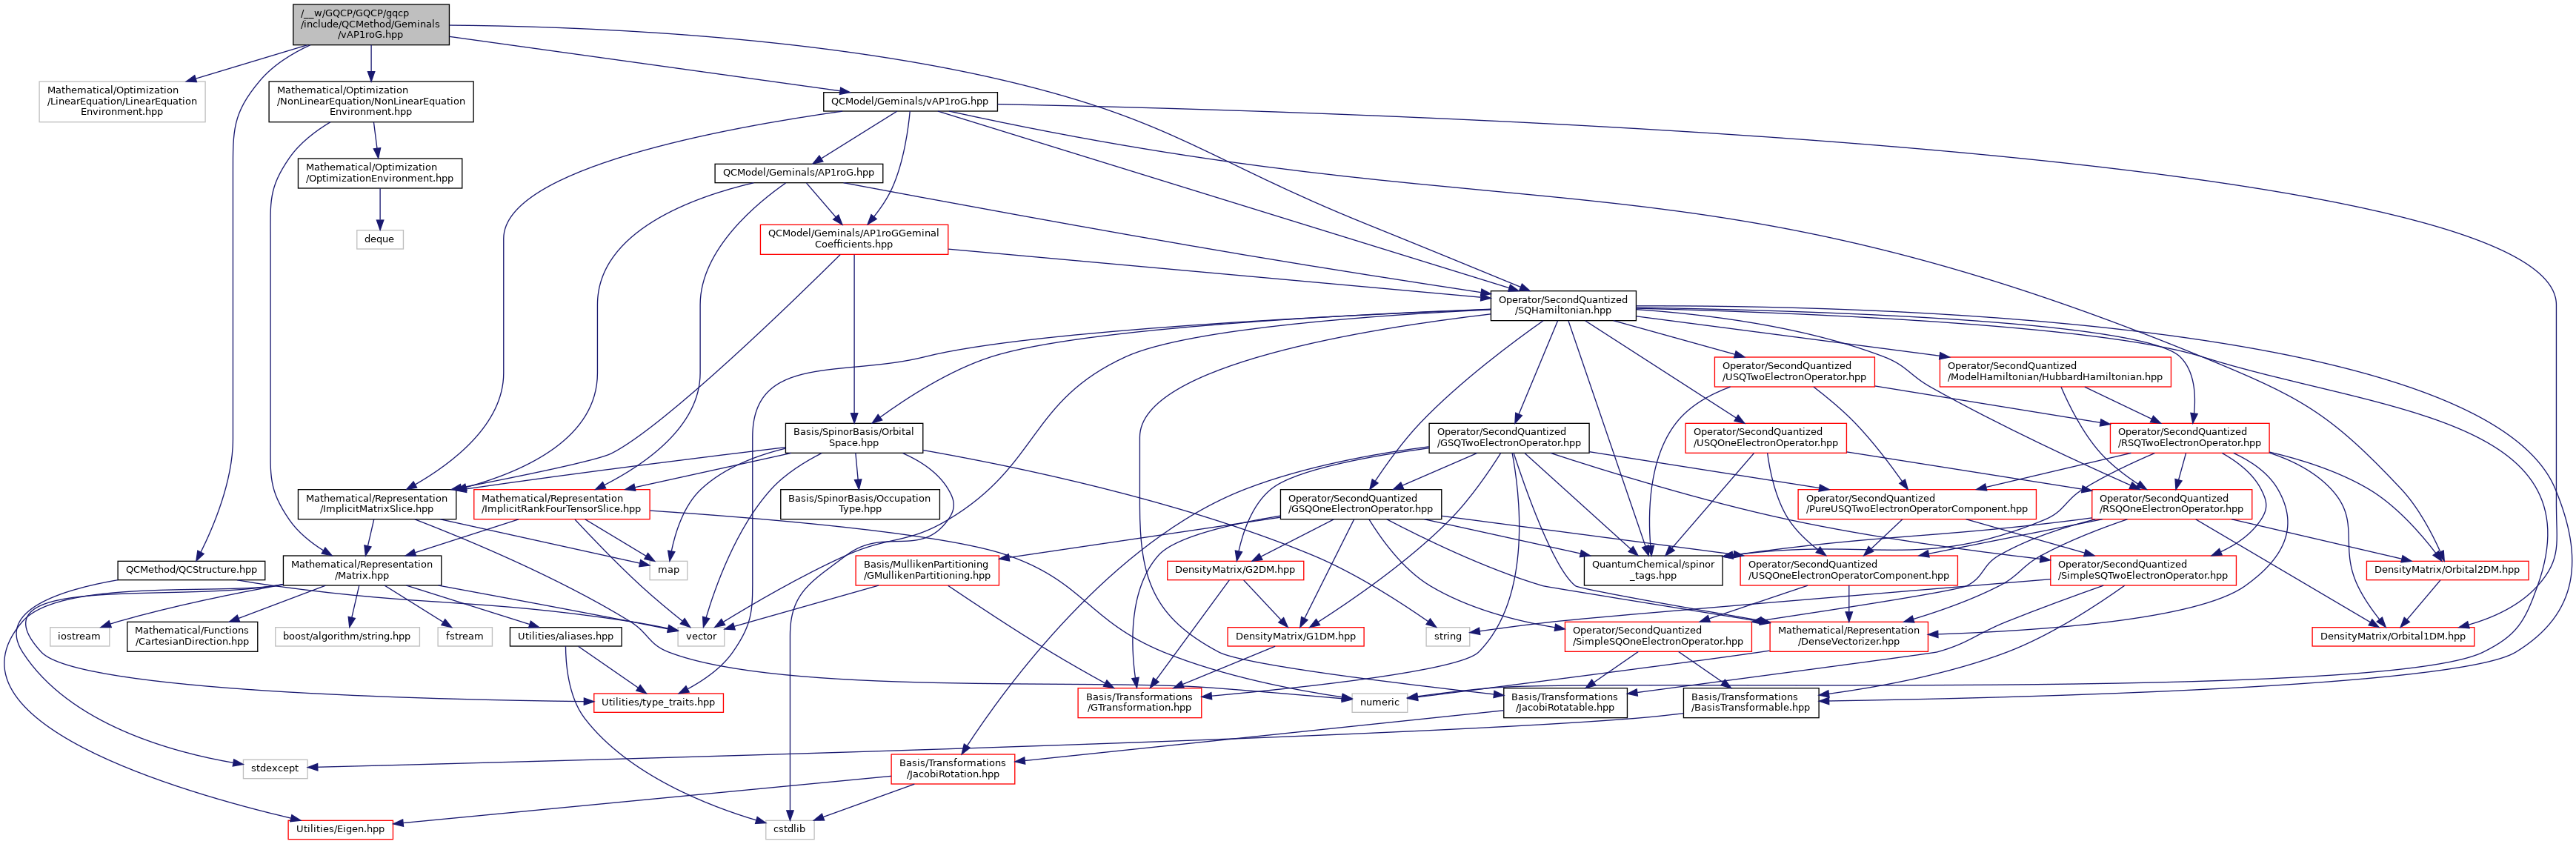 /__w/GQCP/GQCP/gqcp
/include/QCMethod/Geminals
/vAP1roG.hpp
Mathematical/Optimization
/LinearEquation/LinearEquation
Environment.hpp
Mathematical/Optimization
/NonLinearEquation/NonLinearEquation
Environment.hpp
QCModel/Geminals/vAP1roG.hpp
Mathematical/Optimization
/OptimizationEnvironment.hpp
QCModel/Geminals/AP1roG.hpp
deque
QCModel/Geminals/AP1roGGeminal
Coefficients.hpp
Operator/SecondQuantized
/SQHamiltonian.hpp
Operator/SecondQuantized
/USQTwoElectronOperator.hpp
Operator/SecondQuantized
/ModelHamiltonian/HubbardHamiltonian.hpp
Basis/SpinorBasis/Orbital
Space.hpp
Operator/SecondQuantized
/GSQTwoElectronOperator.hpp
Operator/SecondQuantized
/USQOneElectronOperator.hpp
Operator/SecondQuantized
/RSQTwoElectronOperator.hpp
Mathematical/Representation
/ImplicitMatrixSlice.hpp
Mathematical/Representation
/ImplicitRankFourTensorSlice.hpp
Basis/SpinorBasis/Occupation
Type.hpp
Operator/SecondQuantized
/GSQOneElectronOperator.hpp
Operator/SecondQuantized
/PureUSQTwoElectronOperatorComponent.hpp
Operator/SecondQuantized
/RSQOneElectronOperator.hpp
QCMethod/QCStructure.hpp
Mathematical/Representation
/Matrix.hpp
map
Basis/MullikenPartitioning
/GMullikenPartitioning.hpp
DensityMatrix/G2DM.hpp
QuantumChemical/spinor
_tags.hpp
Operator/SecondQuantized
/USQOneElectronOperatorComponent.hpp
Operator/SecondQuantized
/SimpleSQTwoElectronOperator.hpp
DensityMatrix/Orbital2DM.hpp
iostream
Mathematical/Functions
/CartesianDirection.hpp
boost/algorithm/string.hpp
fstream
Utilities/aliases.hpp
vector
DensityMatrix/G1DM.hpp
string
Operator/SecondQuantized
/SimpleSQOneElectronOperator.hpp
Mathematical/Representation
/DenseVectorizer.hpp
DensityMatrix/Orbital1DM.hpp
Utilities/type_traits.hpp
Basis/Transformations
/GTransformation.hpp
numeric
Basis/Transformations
/JacobiRotatable.hpp
Basis/Transformations
/BasisTransformable.hpp
stdexcept
Basis/Transformations
/JacobiRotation.hpp
Utilities/Eigen.hpp
cstdlib